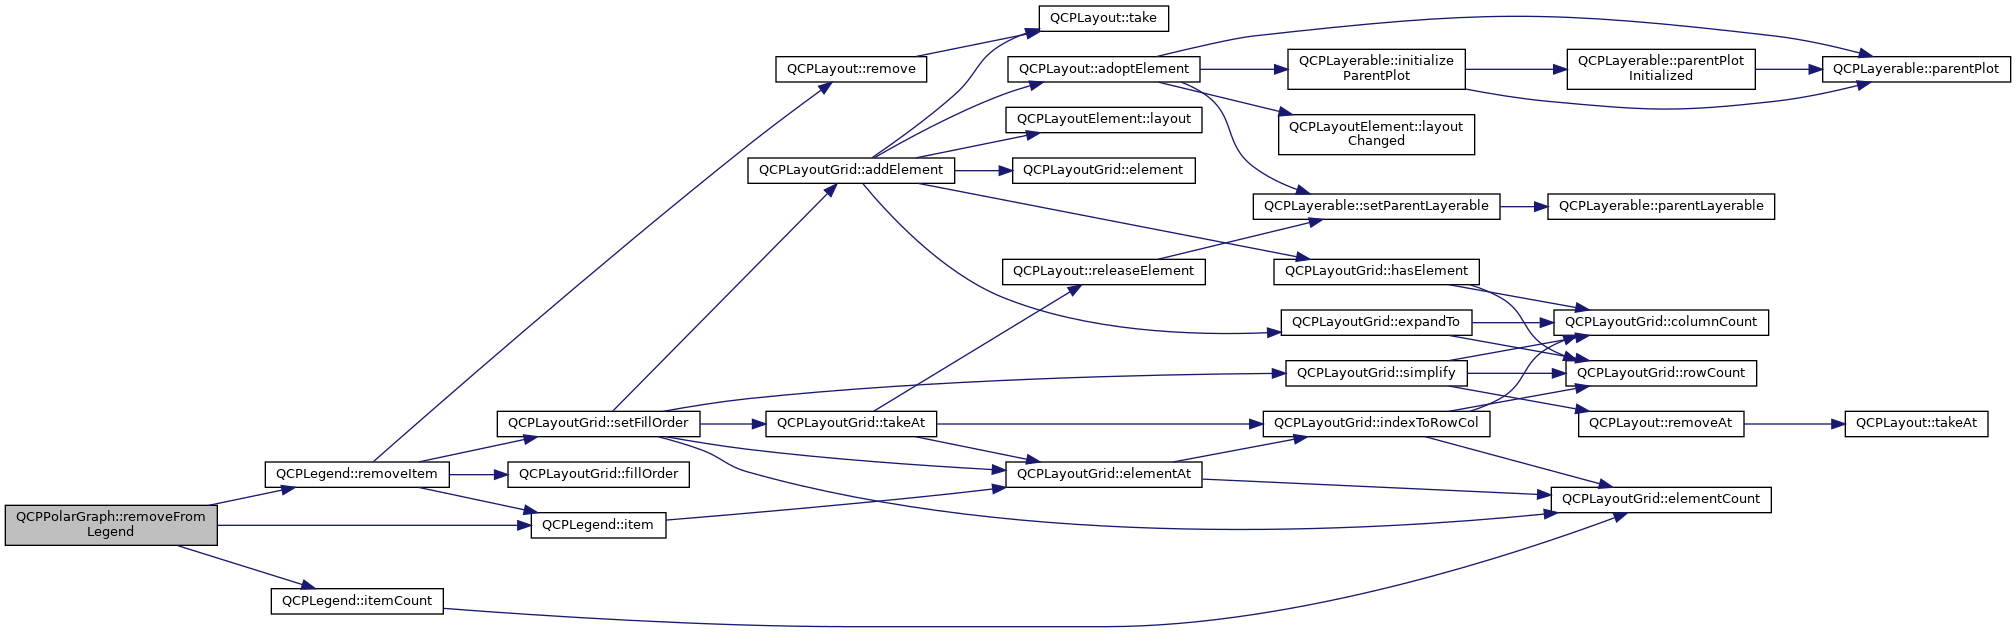 QCPLayout::take
QCPLayout::remove
QCPLayout::adoptElement
QCPLayerable::initialize
ParentPlot
QCPLayerable::parentPlot
Initialized
QCPLayerable::parentPlot
QCPLayoutElement::layout
QCPLayoutElement::layout
Changed
QCPLayoutGrid::addElement
QCPLayoutGrid::element
QCPLayerable::setParentLayerable
QCPLayerable::parentLayerable
QCPLayout::releaseElement
QCPLayoutGrid::hasElement
QCPLayoutGrid::expandTo
QCPLayoutGrid::columnCount
QCPLayoutGrid::simplify
QCPLayoutGrid::rowCount
QCPLayoutGrid::setFillOrder
QCPLayoutGrid::takeAt
QCPLayoutGrid::indexToRowCol
QCPLayout::removeAt
QCPLayout::takeAt
QCPLegend::removeItem
QCPLayoutGrid::fillOrder
QCPLayoutGrid::elementAt
QCPLayoutGrid::elementCount
QCPPolarGraph::removeFrom
Legend
QCPLegend::item
QCPLegend::itemCount